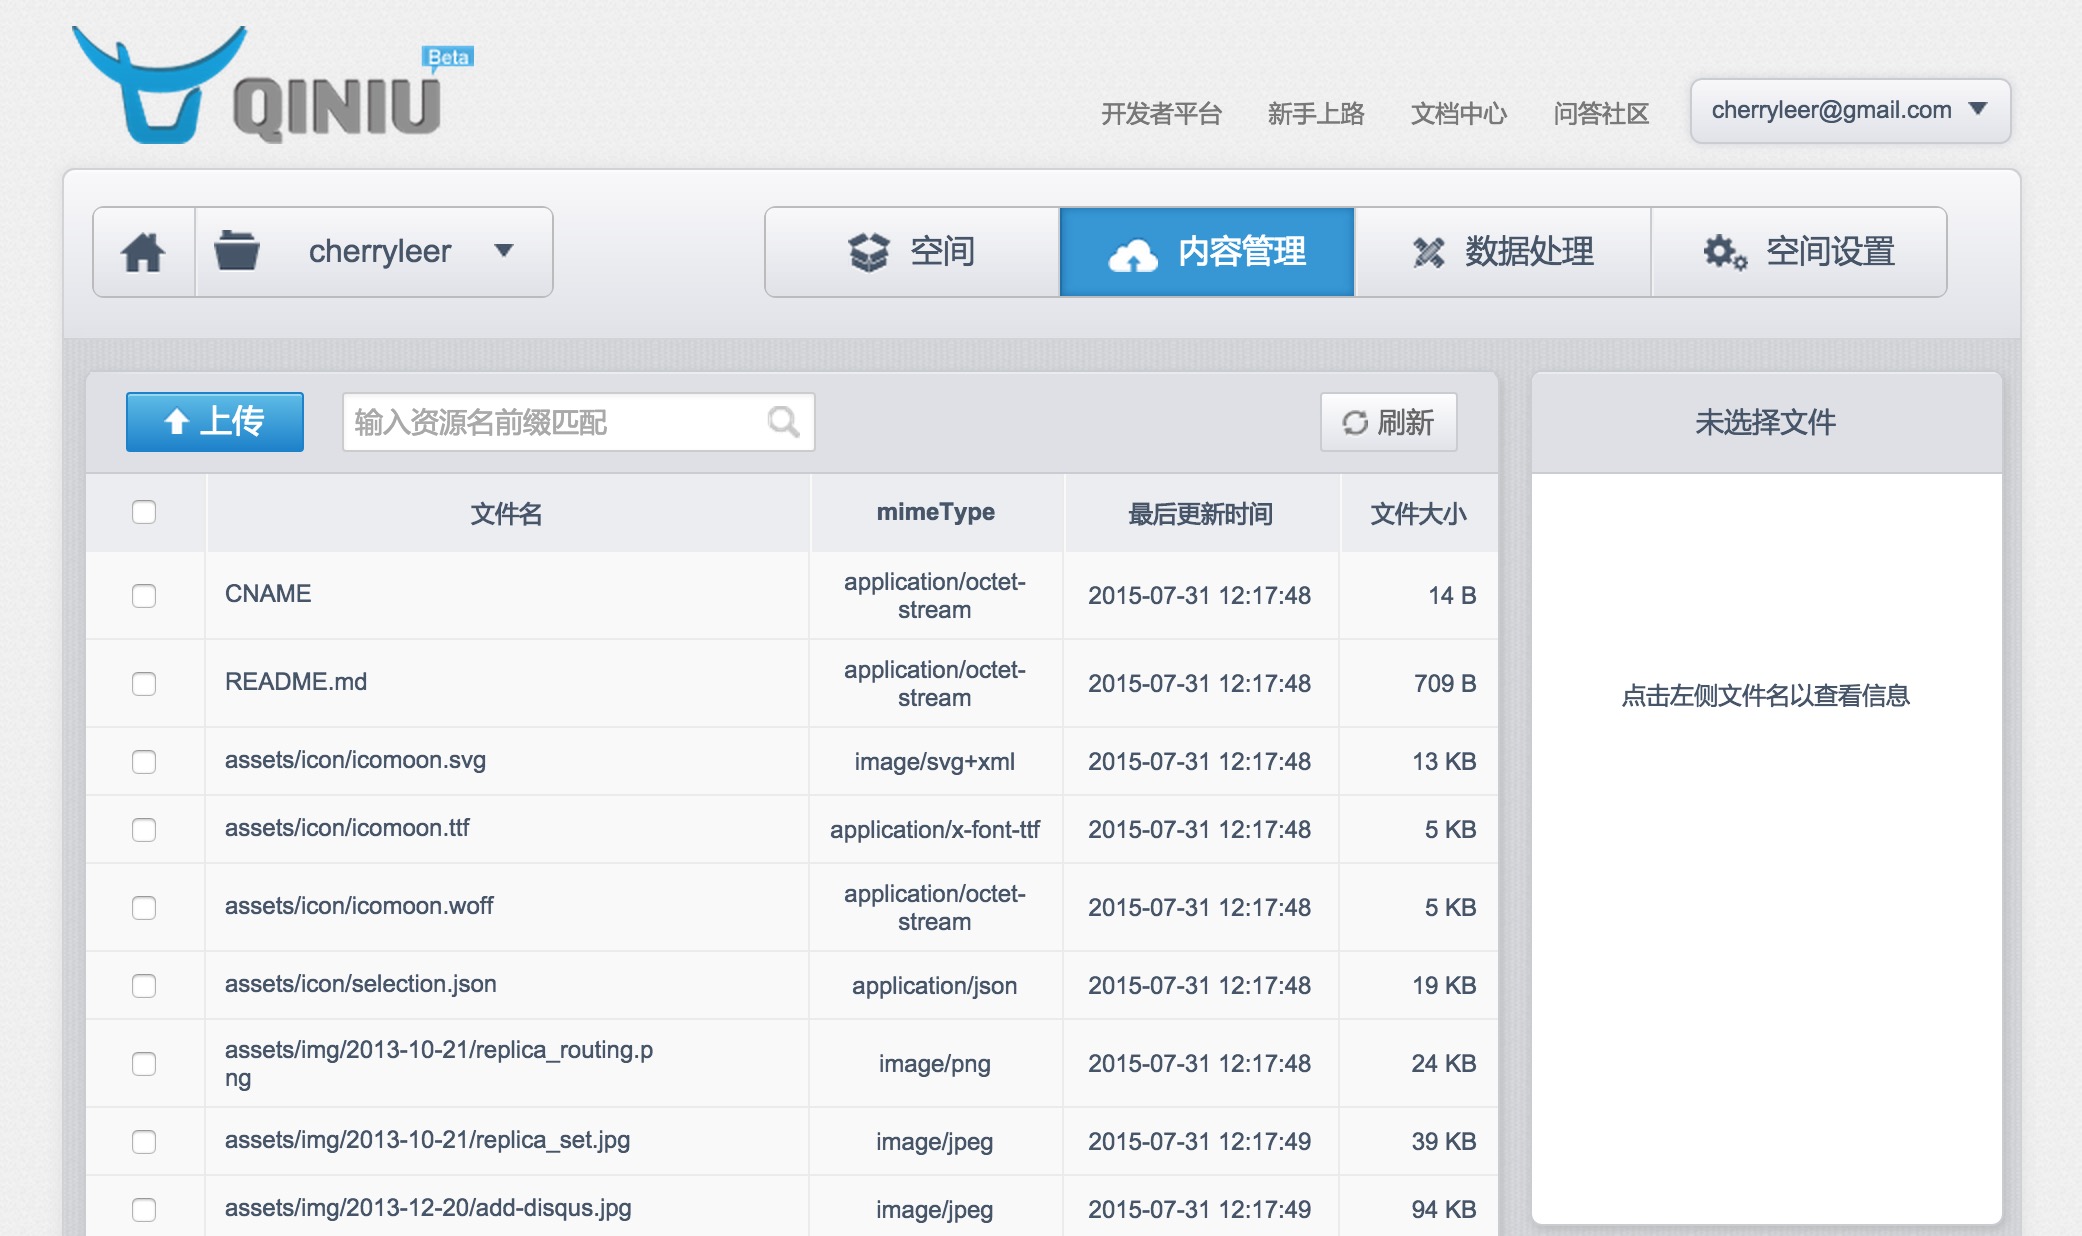 QINIU Beta
开发者平台 新手上路 文档中心 问答社区 cherryleer@gmail.com
cherryleer 空间 内容管理 数据处理 空间设置
上传 输入资源名前缀匹配 刷新 未选择文件
文件名 mimeType 最后更新时间 文件大小
CNAME application/octet-stream 2015-07-31 12:17:48 14 B
README.md application/octet-stream 2015-07-31 12:17:48 709 B
点击左侧文件名以查看信息
assets/icon/icomoon.svg image/svg+xml 2015-07-31 12:17:48 13 KB
assets/icon/icomoon.ttf application/x-font-ttf 2015-07-31 12:17:48 5 KB
assets/icon/icomoon.woff application/octet-stream 2015-07-31 12:17:48 5 KB
assets/icon/selection.json application/json 2015-07-31 12:17:48 19 KB
assets/img/2013-10-21/replica_routing.png image/png 2015-07-31 12:17:48 24 KB
assets/img/2013-10-21/replica_set.jpg image/jpeg 2015-07-31 12:17:49 39 KB
assets/img/2013-12-20/add-disqus.jpg image/jpeg 2015-07-31 12:17:49 94 KB